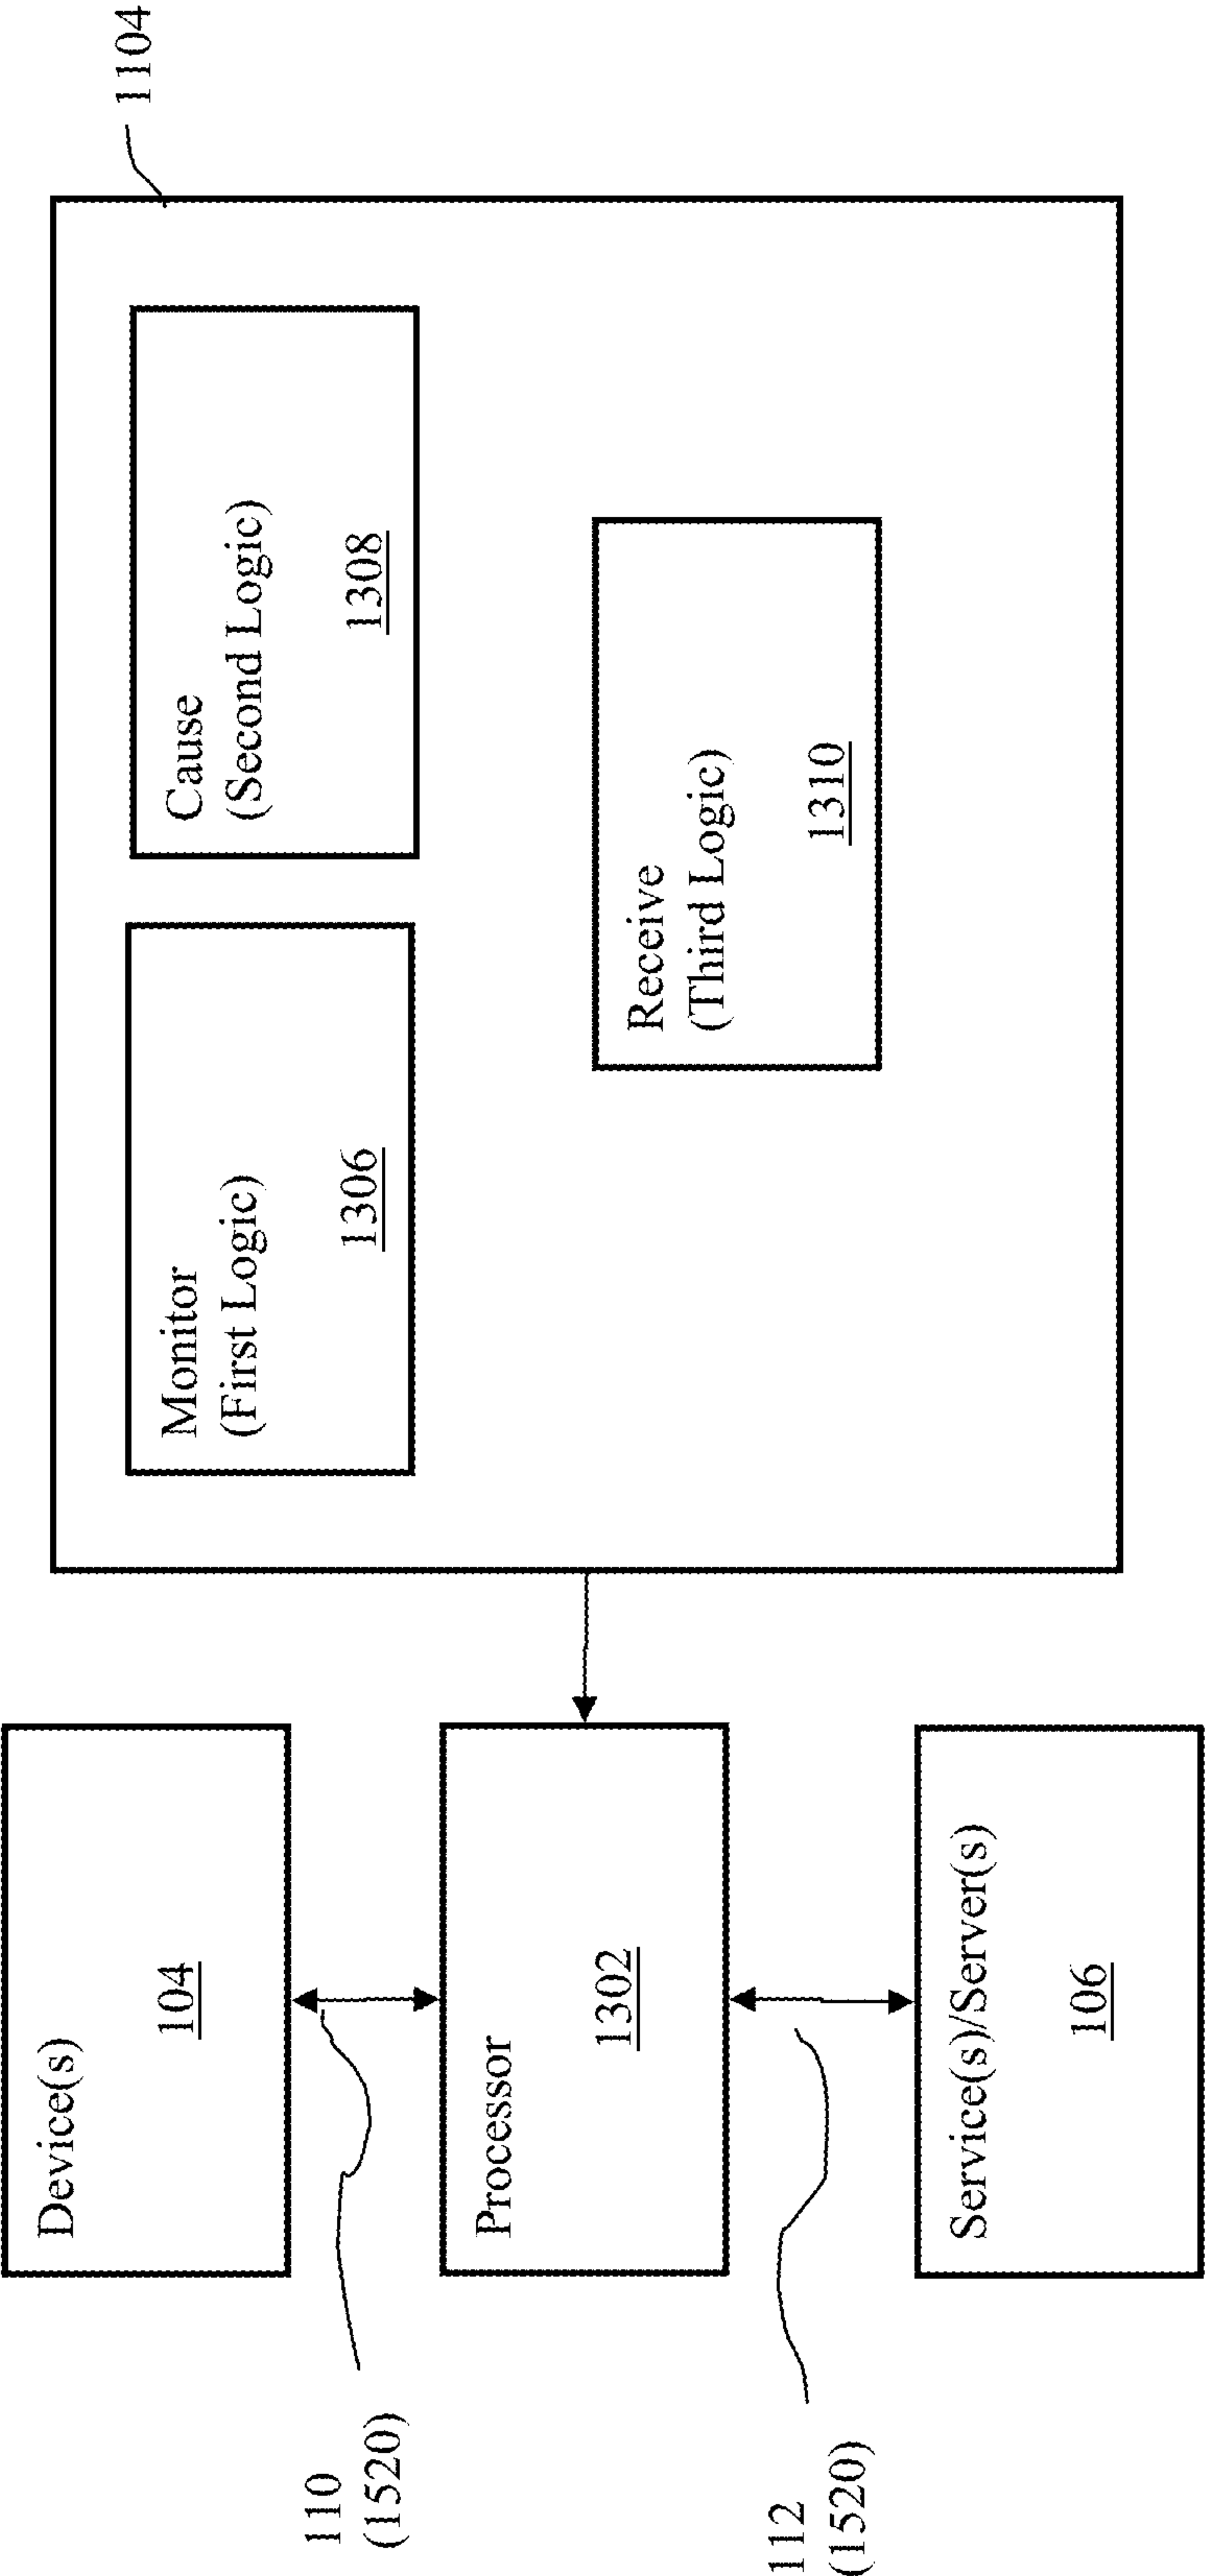 Device(s)
104
110
(1520)
Processor
1302
112
(1520)
Service(s)/Server(s)
106
1104
Monitor
(First Logic)
1306
Cause
(Second Logic)
1308
Receive
(Third Logic)
1310